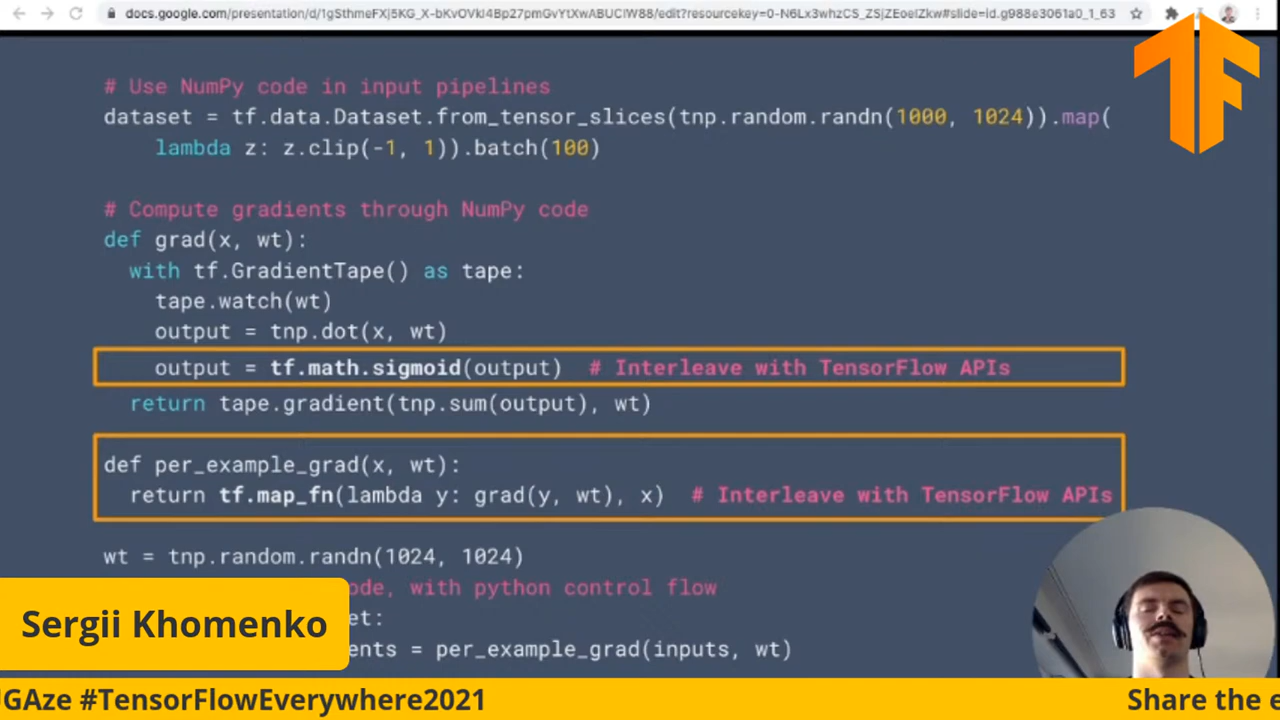 docs.google.com/presentation/d/1gSthmeFXj5KG_X-bKvOVkI4Bp27pmGvYtXwABUCIW88/edit?resourcekey=0-N6Lx3whzCS_ZSjZEoelZkw#slide=id.g988e3061a0_1_63
# Use NumPy code in input pipelines
dataset = tf.data.Dataset.from_tensor_slices(tnp.random.randn(1000, 1024)).map(
lambda z: z.clip(-1, 1)).batch(100)
# Compute gradients through NumPy code
def grad(x, wt):
with tf.GradientTape() as tape:
tape.watch(wt)
output = tnp.dot(x, wt)
output = tf.math.sigmoid(output) # Interleave with TensorFlow APIs
return tape.gradient(tnp.sum(output), wt)
def per_example_grad(x, wt):
return tf.map_fn(lambda y: grad(y, wt), x) # Interleave with TensorFlow APIs
wt = tnp.random.randn(1024, 1024)
ode, with python control flow
et:
ents = per_example_grad(inputs, wt)
Sergii Khomenko
UGAze #TensorFlowEverywhere2021
Share the e